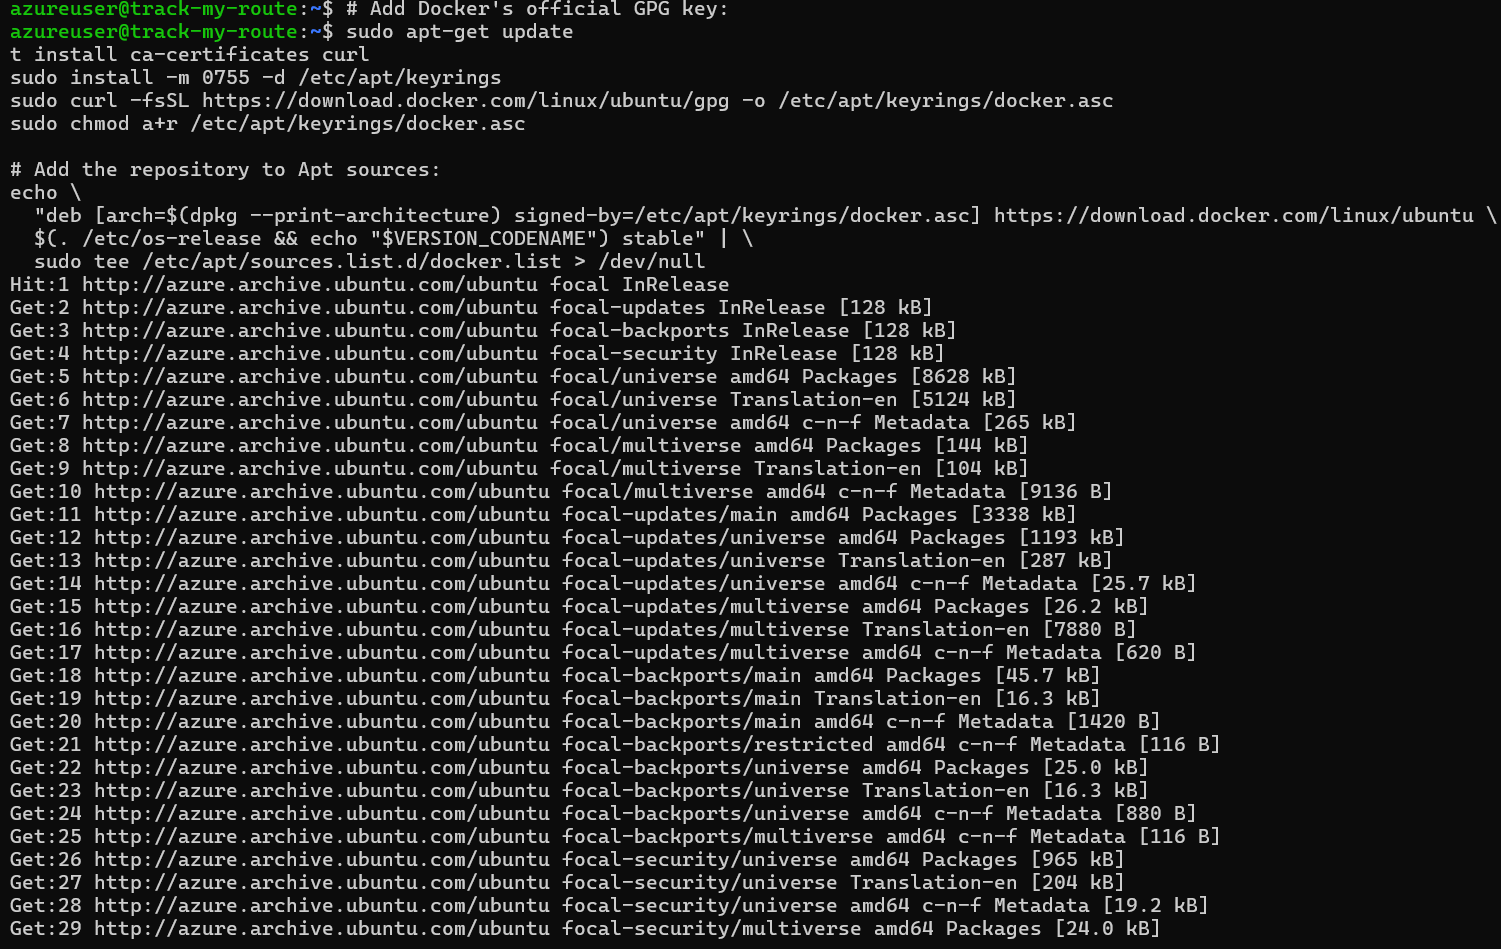 azureuser@track-my-route:~$ # Add Docker's official GPG key:
azureuser@track-my-route:~$ sudo apt-get update
t install ca-certificates curl
sudo install -m 0755 -d /etc/apt/keyrings
sudo curl -fsSL https://download.docker.com/linux/ubuntu/gpg -o /etc/apt/keyrings/docker.asc
sudo chmod a+r /etc/apt/keyrings/docker.asc

# Add the repository to Apt sources:
echo \
  "deb [arch=$(dpkg --print-architecture) signed-by=/etc/apt/keyrings/docker.asc] https://download.docker.com/linux/ubuntu \
  $(. /etc/os-release && echo "$VERSION_CODENAME") stable" | \
  sudo tee /etc/apt/sources.list.d/docker.list > /dev/null
Hit:1 http://azure.archive.ubuntu.com/ubuntu focal InRelease
Get:2 http://azure.archive.ubuntu.com/ubuntu focal-updates InRelease [128 kB]
Get:3 http://azure.archive.ubuntu.com/ubuntu focal-backports InRelease [128 kB]
Get:4 http://azure.archive.ubuntu.com/ubuntu focal-security InRelease [128 kB]
Get:5 http://azure.archive.ubuntu.com/ubuntu focal/universe amd64 Packages [8628 kB]
Get:6 http://azure.archive.ubuntu.com/ubuntu focal/universe Translation-en [5124 kB]
Get:7 http://azure.archive.ubuntu.com/ubuntu focal/universe amd64 c-n-f Metadata [265 kB]
Get:8 http://azure.archive.ubuntu.com/ubuntu focal/multiverse amd64 Packages [144 kB]
Get:9 http://azure.archive.ubuntu.com/ubuntu focal/multiverse Translation-en [104 kB]
Get:10 http://azure.archive.ubuntu.com/ubuntu focal/multiverse amd64 c-n-f Metadata [9136 B]
Get:11 http://azure.archive.ubuntu.com/ubuntu focal-updates/main amd64 Packages [3338 kB]
Get:12 http://azure.archive.ubuntu.com/ubuntu focal-updates/universe amd64 Packages [1193 kB]
Get:13 http://azure.archive.ubuntu.com/ubuntu focal-updates/universe Translation-en [287 kB]
Get:14 http://azure.archive.ubuntu.com/ubuntu focal-updates/universe amd64 c-n-f Metadata [25.7 kB]
Get:15 http://azure.archive.ubuntu.com/ubuntu focal-updates/multiverse amd64 Packages [26.2 kB]
Get:16 http://azure.archive.ubuntu.com/ubuntu focal-updates/multiverse Translation-en [7880 B]
Get:17 http://azure.archive.ubuntu.com/ubuntu focal-updates/multiverse amd64 c-n-f Metadata [620 B]
Get:18 http://azure.archive.ubuntu.com/ubuntu focal-backports/main amd64 Packages [45.7 kB]
Get:19 http://azure.archive.ubuntu.com/ubuntu focal-backports/main Translation-en [16.3 kB]
Get:20 http://azure.archive.ubuntu.com/ubuntu focal-backports/main amd64 c-n-f Metadata [1420 B]
Get:21 http://azure.archive.ubuntu.com/ubuntu focal-backports/restricted amd64 c-n-f Metadata [116 B]
Get:22 http://azure.archive.ubuntu.com/ubuntu focal-backports/universe amd64 Packages [25.0 kB]
Get:23 http://azure.archive.ubuntu.com/ubuntu focal-backports/universe Translation-en [16.3 kB]
Get:24 http://azure.archive.ubuntu.com/ubuntu focal-backports/universe amd64 c-n-f Metadata [880 B]
Get:25 http://azure.archive.ubuntu.com/ubuntu focal-backports/multiverse amd64 c-n-f Metadata [116 B]
Get:26 http://azure.archive.ubuntu.com/ubuntu focal-security/universe amd64 Packages [965 kB]
Get:27 http://azure.archive.ubuntu.com/ubuntu focal-security/universe Translation-en [204 kB]
Get:28 http://azure.archive.ubuntu.com/ubuntu focal-security/universe amd64 c-n-f Metadata [19.2 kB]
Get:29 http://azure.archive.ubuntu.com/ubuntu focal-security/multiverse amd64 Packages [24.0 kB]